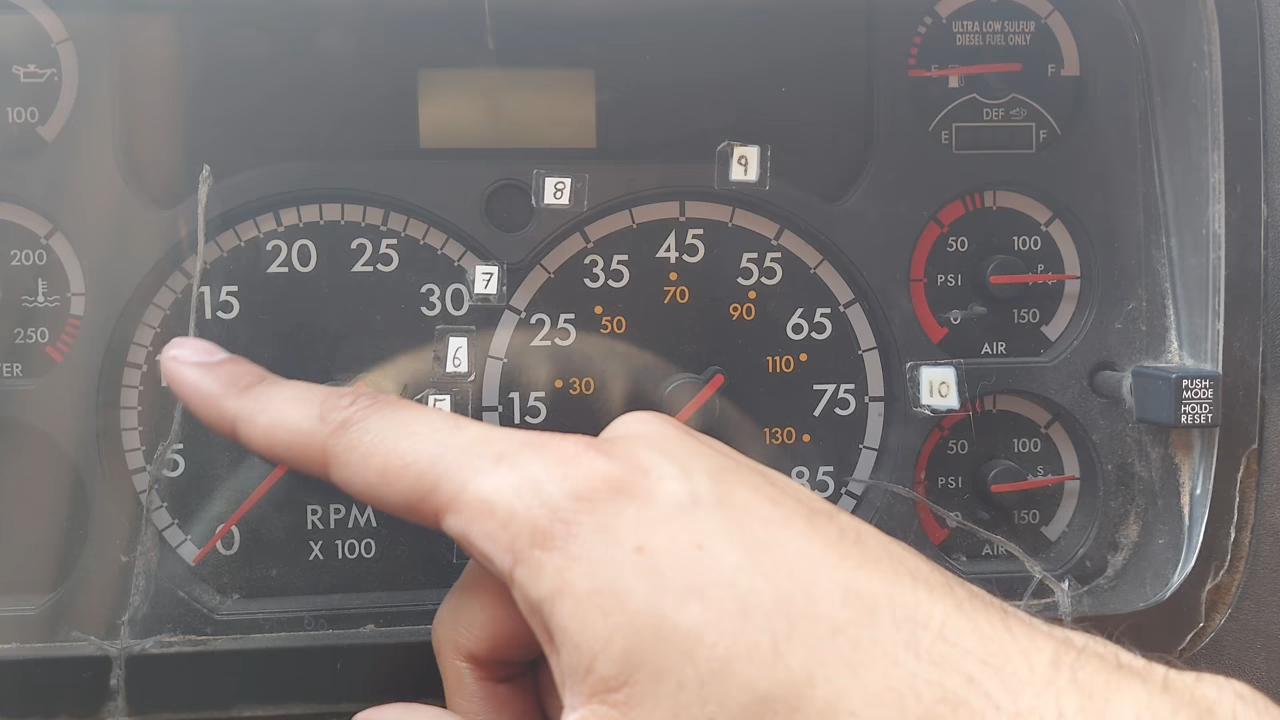 ULTRA LOW SULFUR
DIESEL FUEL ONLY
E F
DEF
E F
100
200
250
9
8
7
6
10
0
5
15
20
25
30
RPM
X 100
15
25
35
45
55
65
75
85
30
50
70
90
110
130
50 100
PSI P
0 150
AIR
50 100
PSI S
150
AIR
PUSH-
MODE
HOLD-
RESET